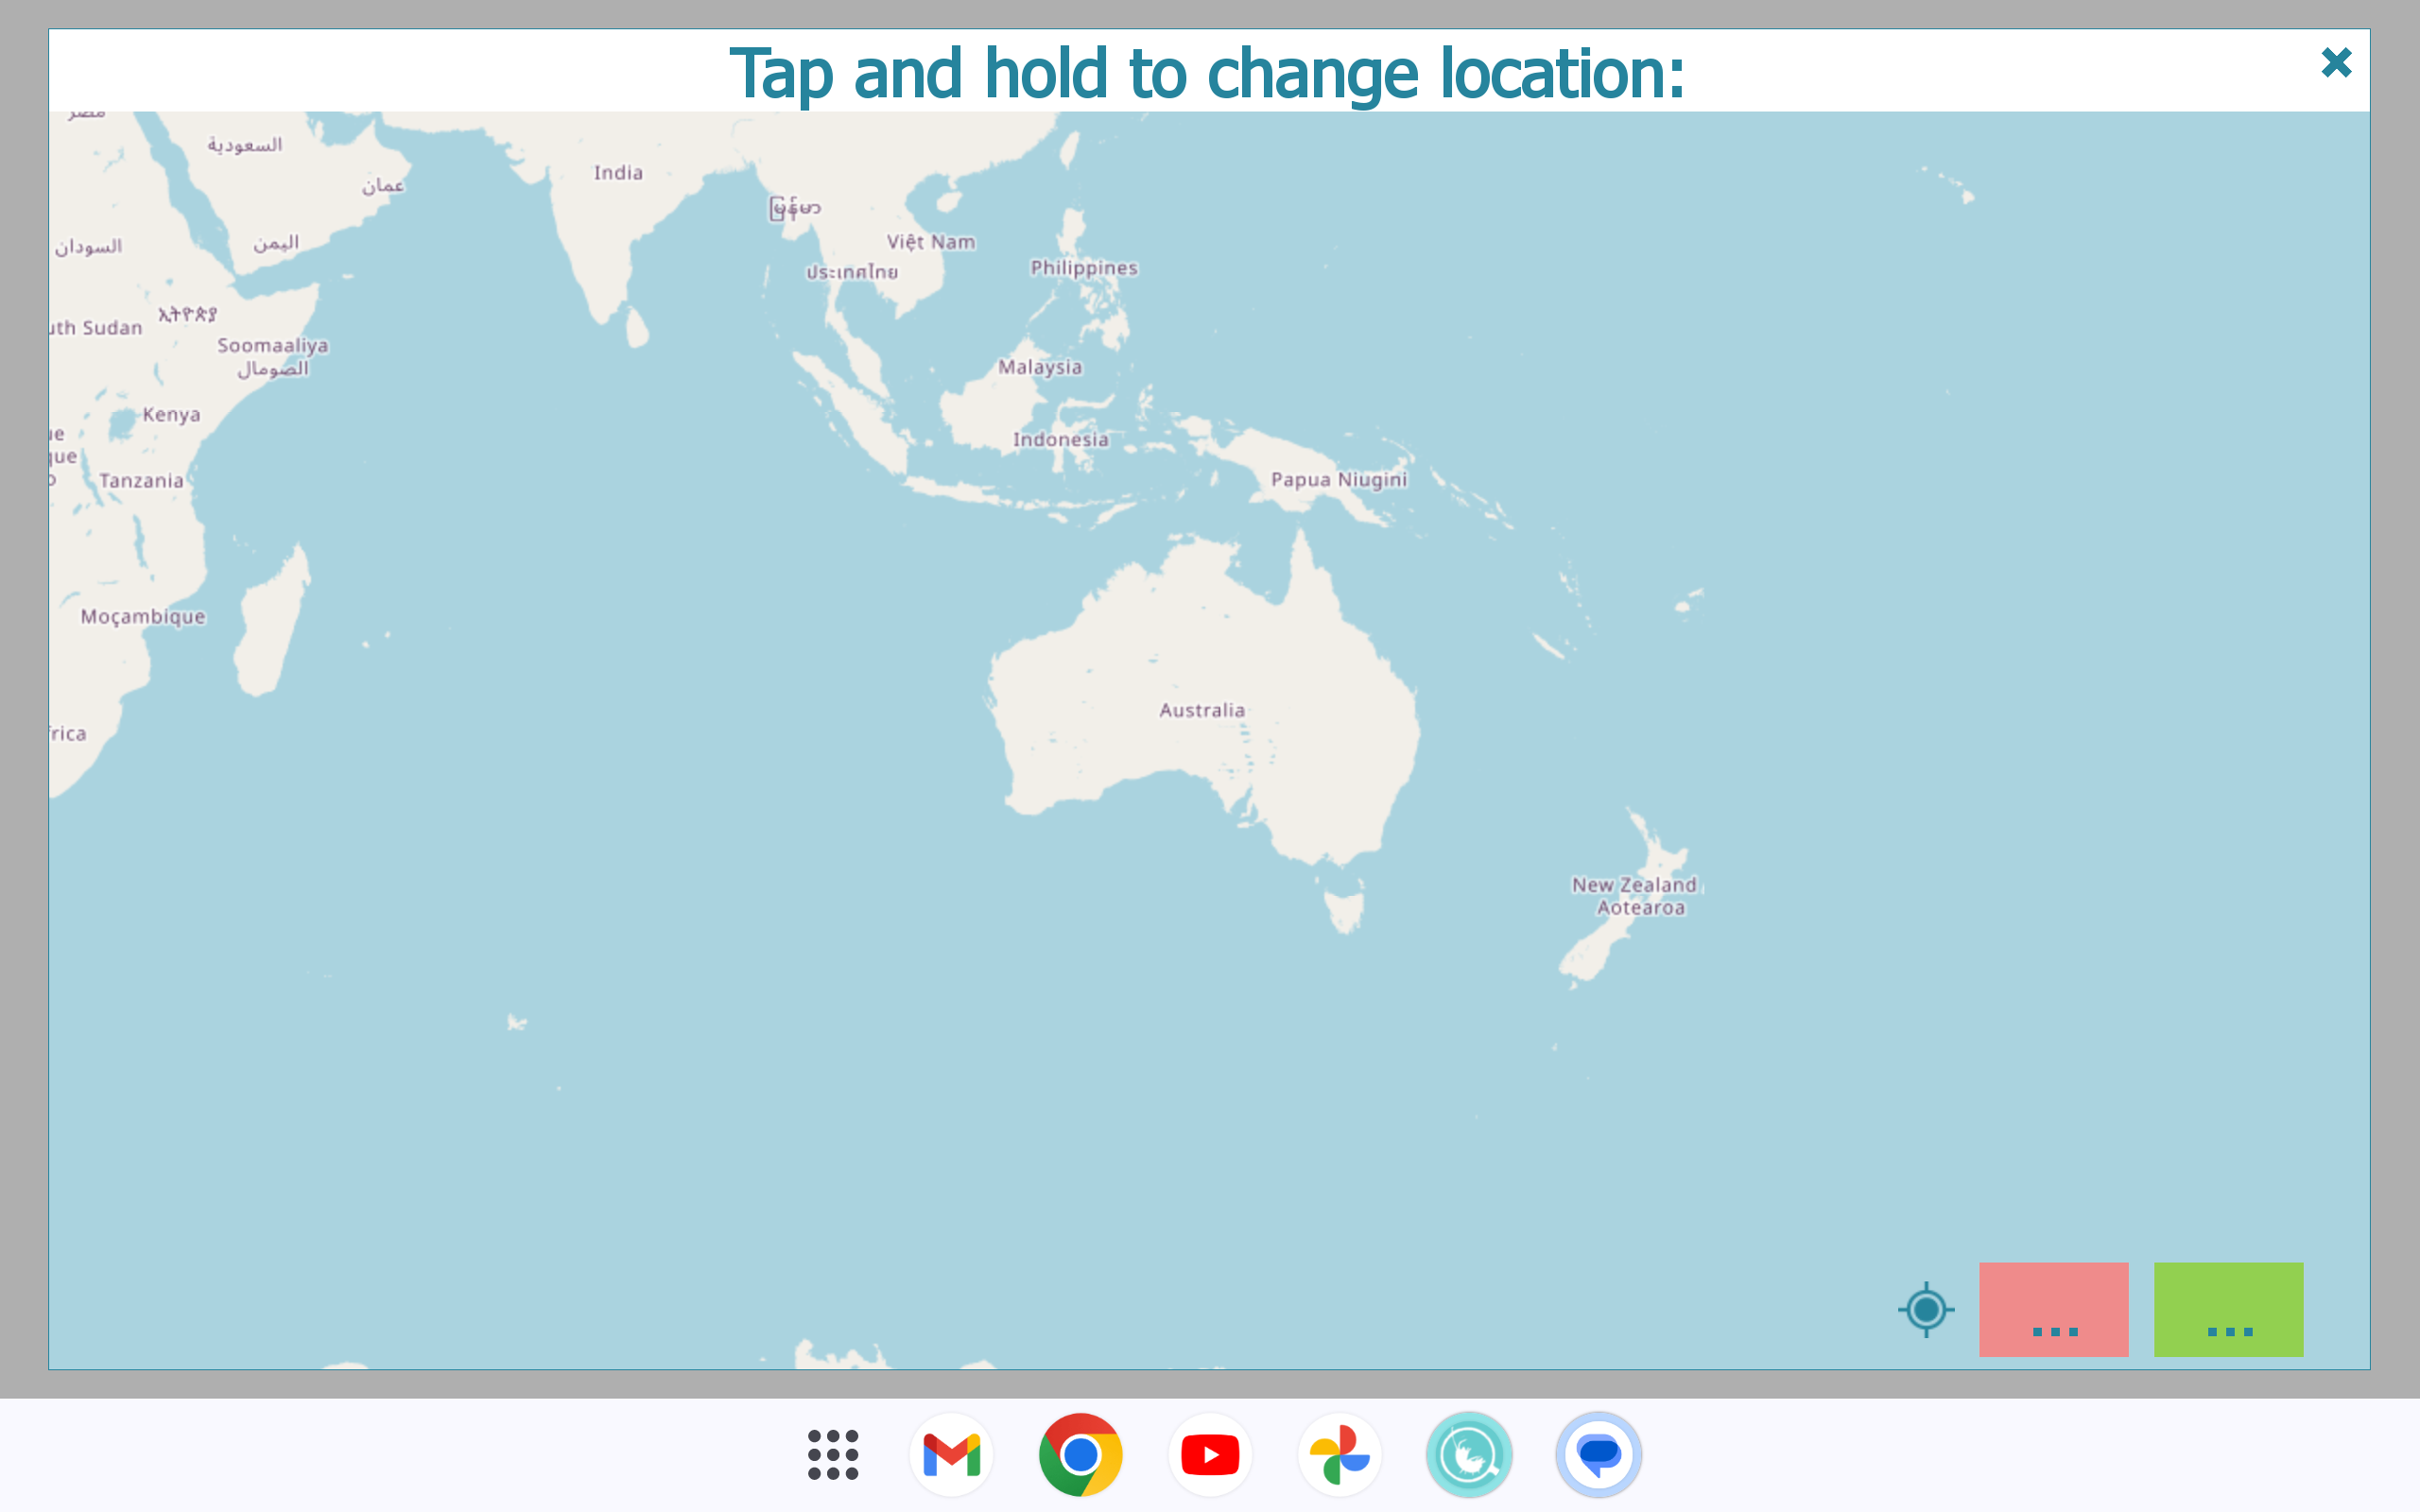 Tap and hold to change location:
مصر
السعودية
India
عمان
မြန်မာ
Việt Nam
السودان
اليمن
Philippines
ประเทศไทย
ኢትዮጵያ
uth Sudan
Soomaaliya
الصومال
Malaysia
Kenya
Indonesia
Tanzania
Papua Niugini
Moçambique
Australia
frica
New Zealand
Aotearoa
...
...